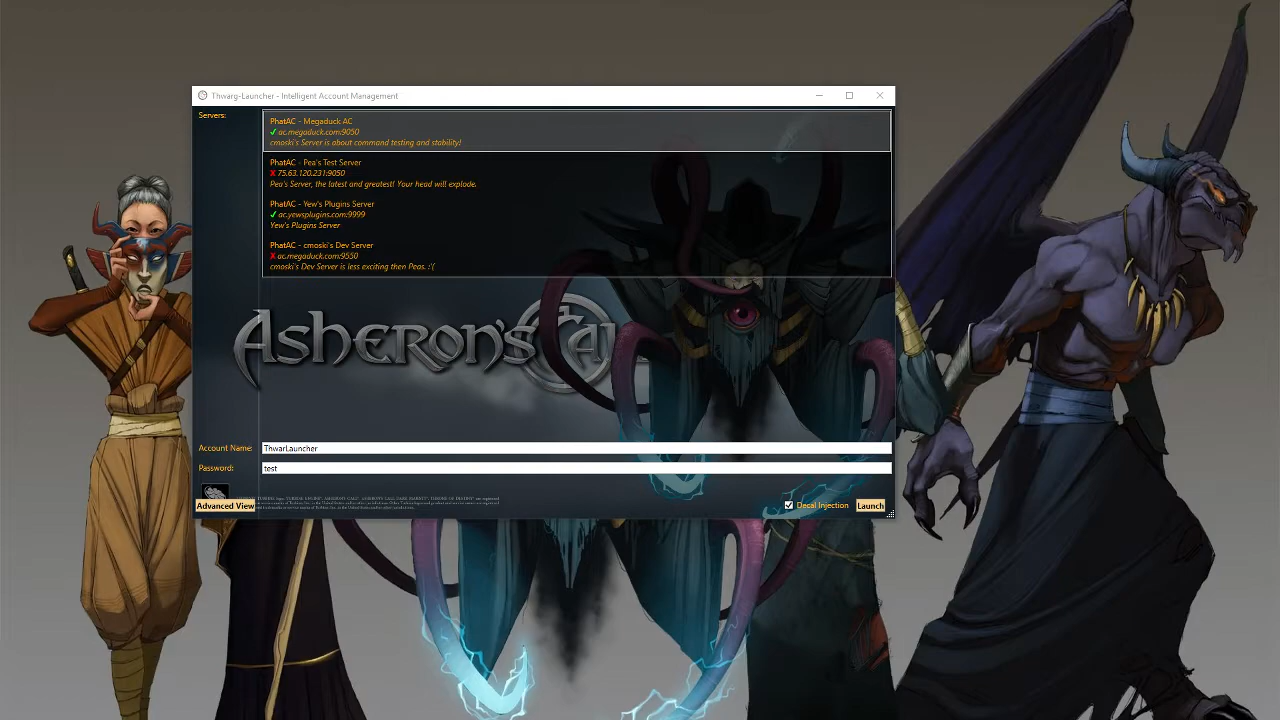 Thwarg-Launcher - Intelligent Account Management
Servers:
PhatAC - Megaduck AC
ac.megaduck.com:9050
cmoski's Server is about command testing and stability!
PhatAC - Pea's Test Server
X 75.63.120.231:9050
Pea's Server, the latest and greatest! Your head will explode.
PhatAC - Yew's Plugins Server
ac.yewsplugins.com:9999
Yew's Plugins Server
PhatAC - cmoski's Dev Server
X ac.megaduck.com:9550
cmoski's Dev Server is less exciting then Peas. :'(
Asheron's Call
Account Name: ThwarLauncher
Password: test
Advanced View
Decal Injection
Launch